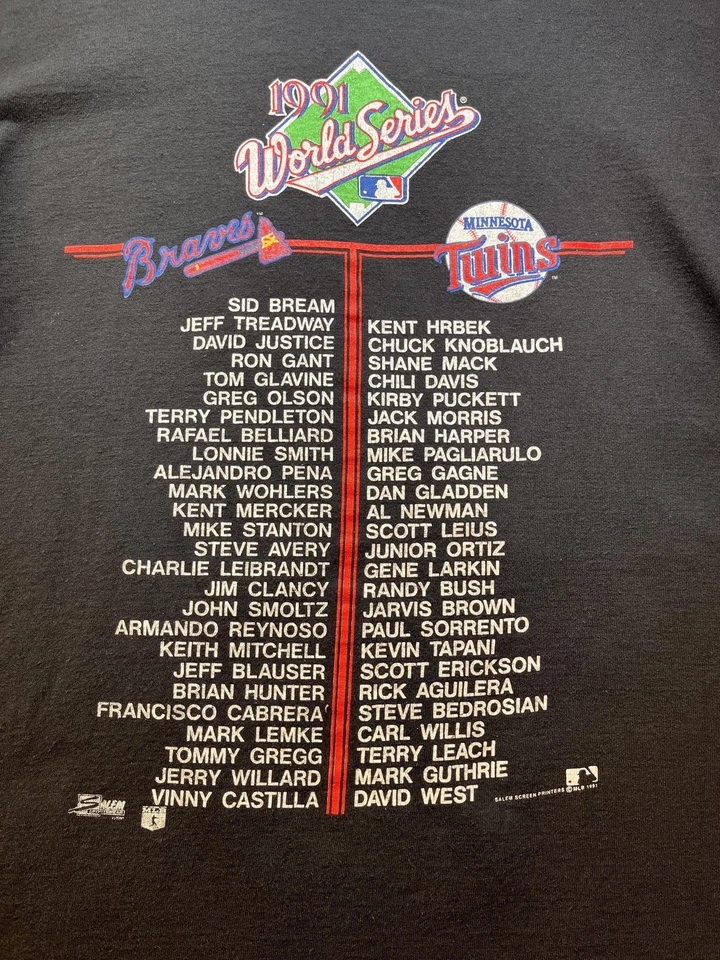 1991
World Series®
Braves™
MINNESOTA
Twins™
SID BREAM
JEFF TREADWAY
DAVID JUSTICE
RON GANT
TOM GLAVINE
GREG OLSON
TERRY PENDLETON
RAFAEL BELLIARD
LONNIE SMITH
ALEJANDRO PENA
MARK WOHLERS
KENT MERCKER
MIKE STANTON
STEVE AVERY
CHARLIE LEIBRANDT
JIM CLANCY
JOHN SMOLTZ
ARMANDO REYNOSO
KEITH MITCHELL
JEFF BLAUSER
BRIAN HUNTER
FRANCISCO CABRERA
MARK LEMKE
TOMMY GREGG
JERRY WILLARD
VINNY CASTILLA
KENT HRBEK
CHUCK KNOBLAUCH
SHANE MACK
CHILI DAVIS
KIRBY PUCKETT
JACK MORRIS
BRIAN HARPER
MIKE PAGLIARULO
GREG GAGNE
DAN GLADDEN
AL NEWMAN
SCOTT LEIUS
JUNIOR ORTIZ
GENE LARKIN
RANDY BUSH
JARVIS BROWN
PAUL SORRENTO
KEVIN TAPANI
SCOTT ERICKSON
RICK AGUILERA
STEVE BEDROSIAN
CARL WILLIS
TERRY LEACH
MARK GUTHRIE
DAVID WEST
SALEM
SALEM SCREEN PRINTERS © MLB 1991